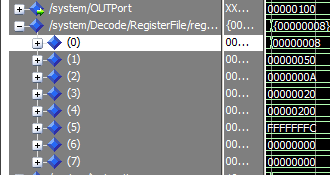 /system/OUTPort XX... 00000100
/system/Decode/RegisterFile/reg... {00... {00000008}
(0) 00... 00000008
(1) 00... 00000050
(2) 00... 0000000A
(3) 00... 00000020
(4) 00... 00000200
(5) 00... FFFFFFFC
(6) 00... 00000000
(7) 00... 00000000